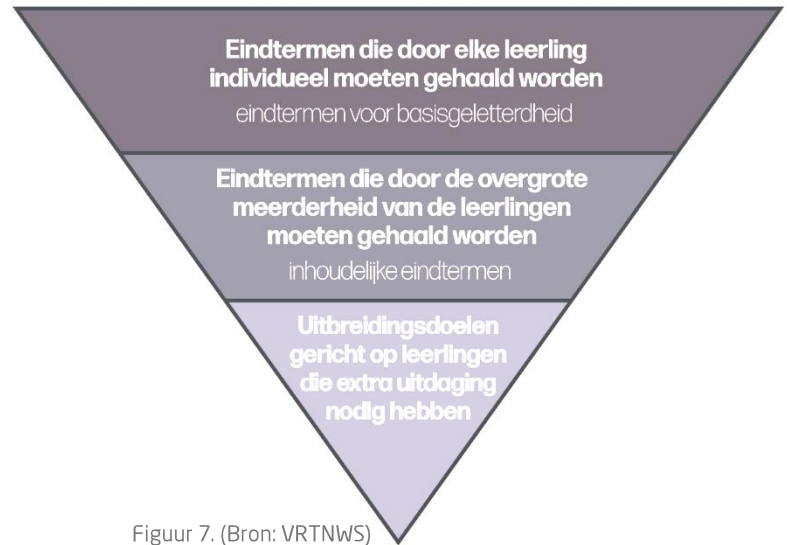 Eindtermen die door elke leerling
individueel moeten gehaald worden
eindtermen voor basisgeletterdheid
Eindtermen die door de overgrote
meerderheid van de leerlingen
moeten gehaald worden
inhoudelijke eindtermen
Uitbreidingsdoelen
gericht op leerlingen
die extra uitdaging
nodig hebben
Figuur 7. (Bron: VRTNWS)